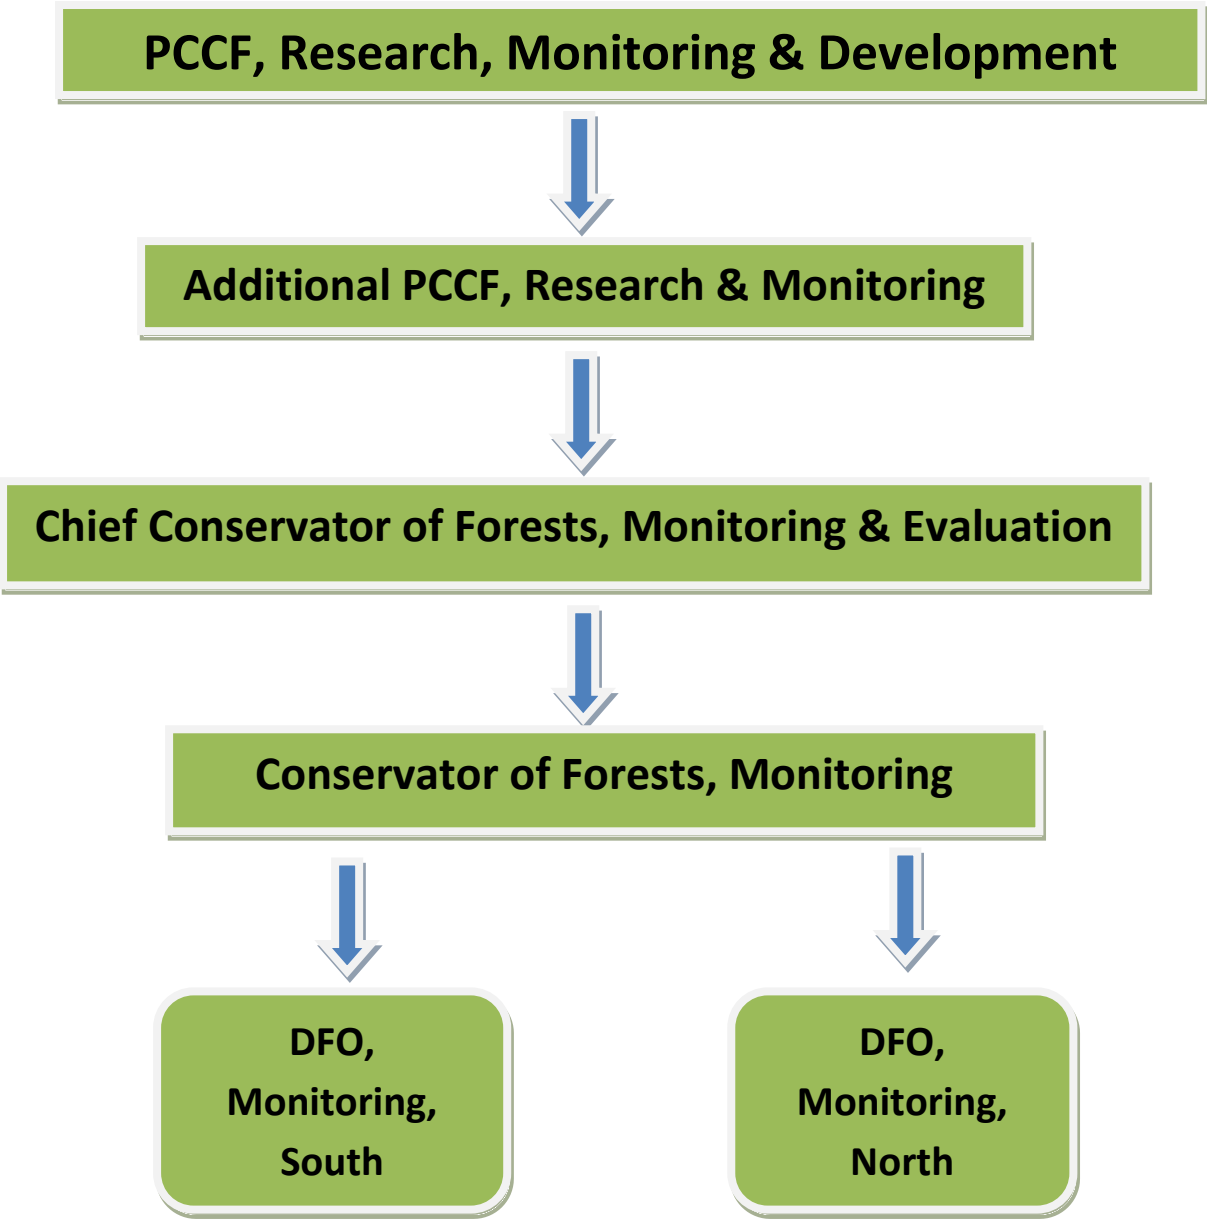 PCCF, Research, Monitoring & Development
Additional PCCF, Research & Monitoring
Chief Conservator of Forests, Monitoring & Evaluation
Conservator of Forests, Monitoring
DFO,
Monitoring,
South
DFO,
Monitoring,
North